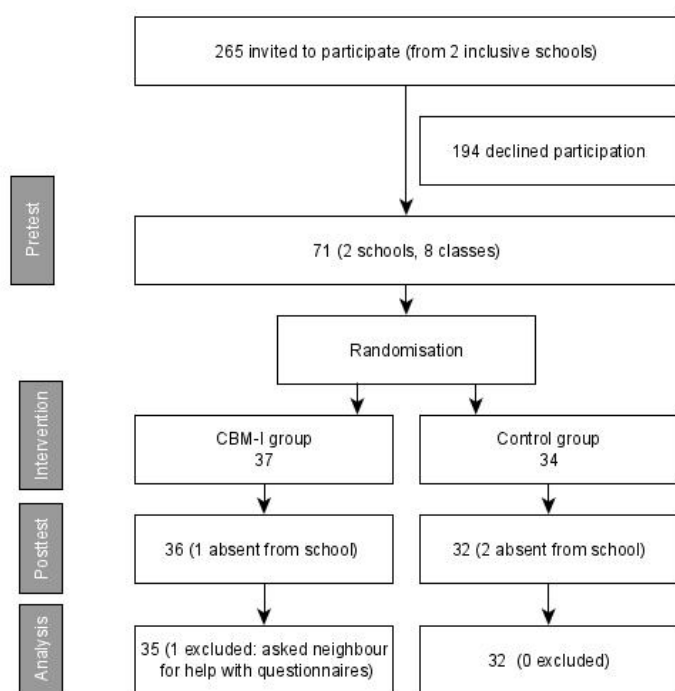 265 invited to participate (from 2 inclusive schools)
194 declined participation
Pretest
71 (2 schools, 8 classes)
Randomisation
Intervention
CBM-I group
37
Control group
34
Posttest
36 (1 absent from school)
32 (2 absent from school)
Analysis
35 (1 excluded: asked neighbour
for help with questionnaires)
32 (0 excluded)